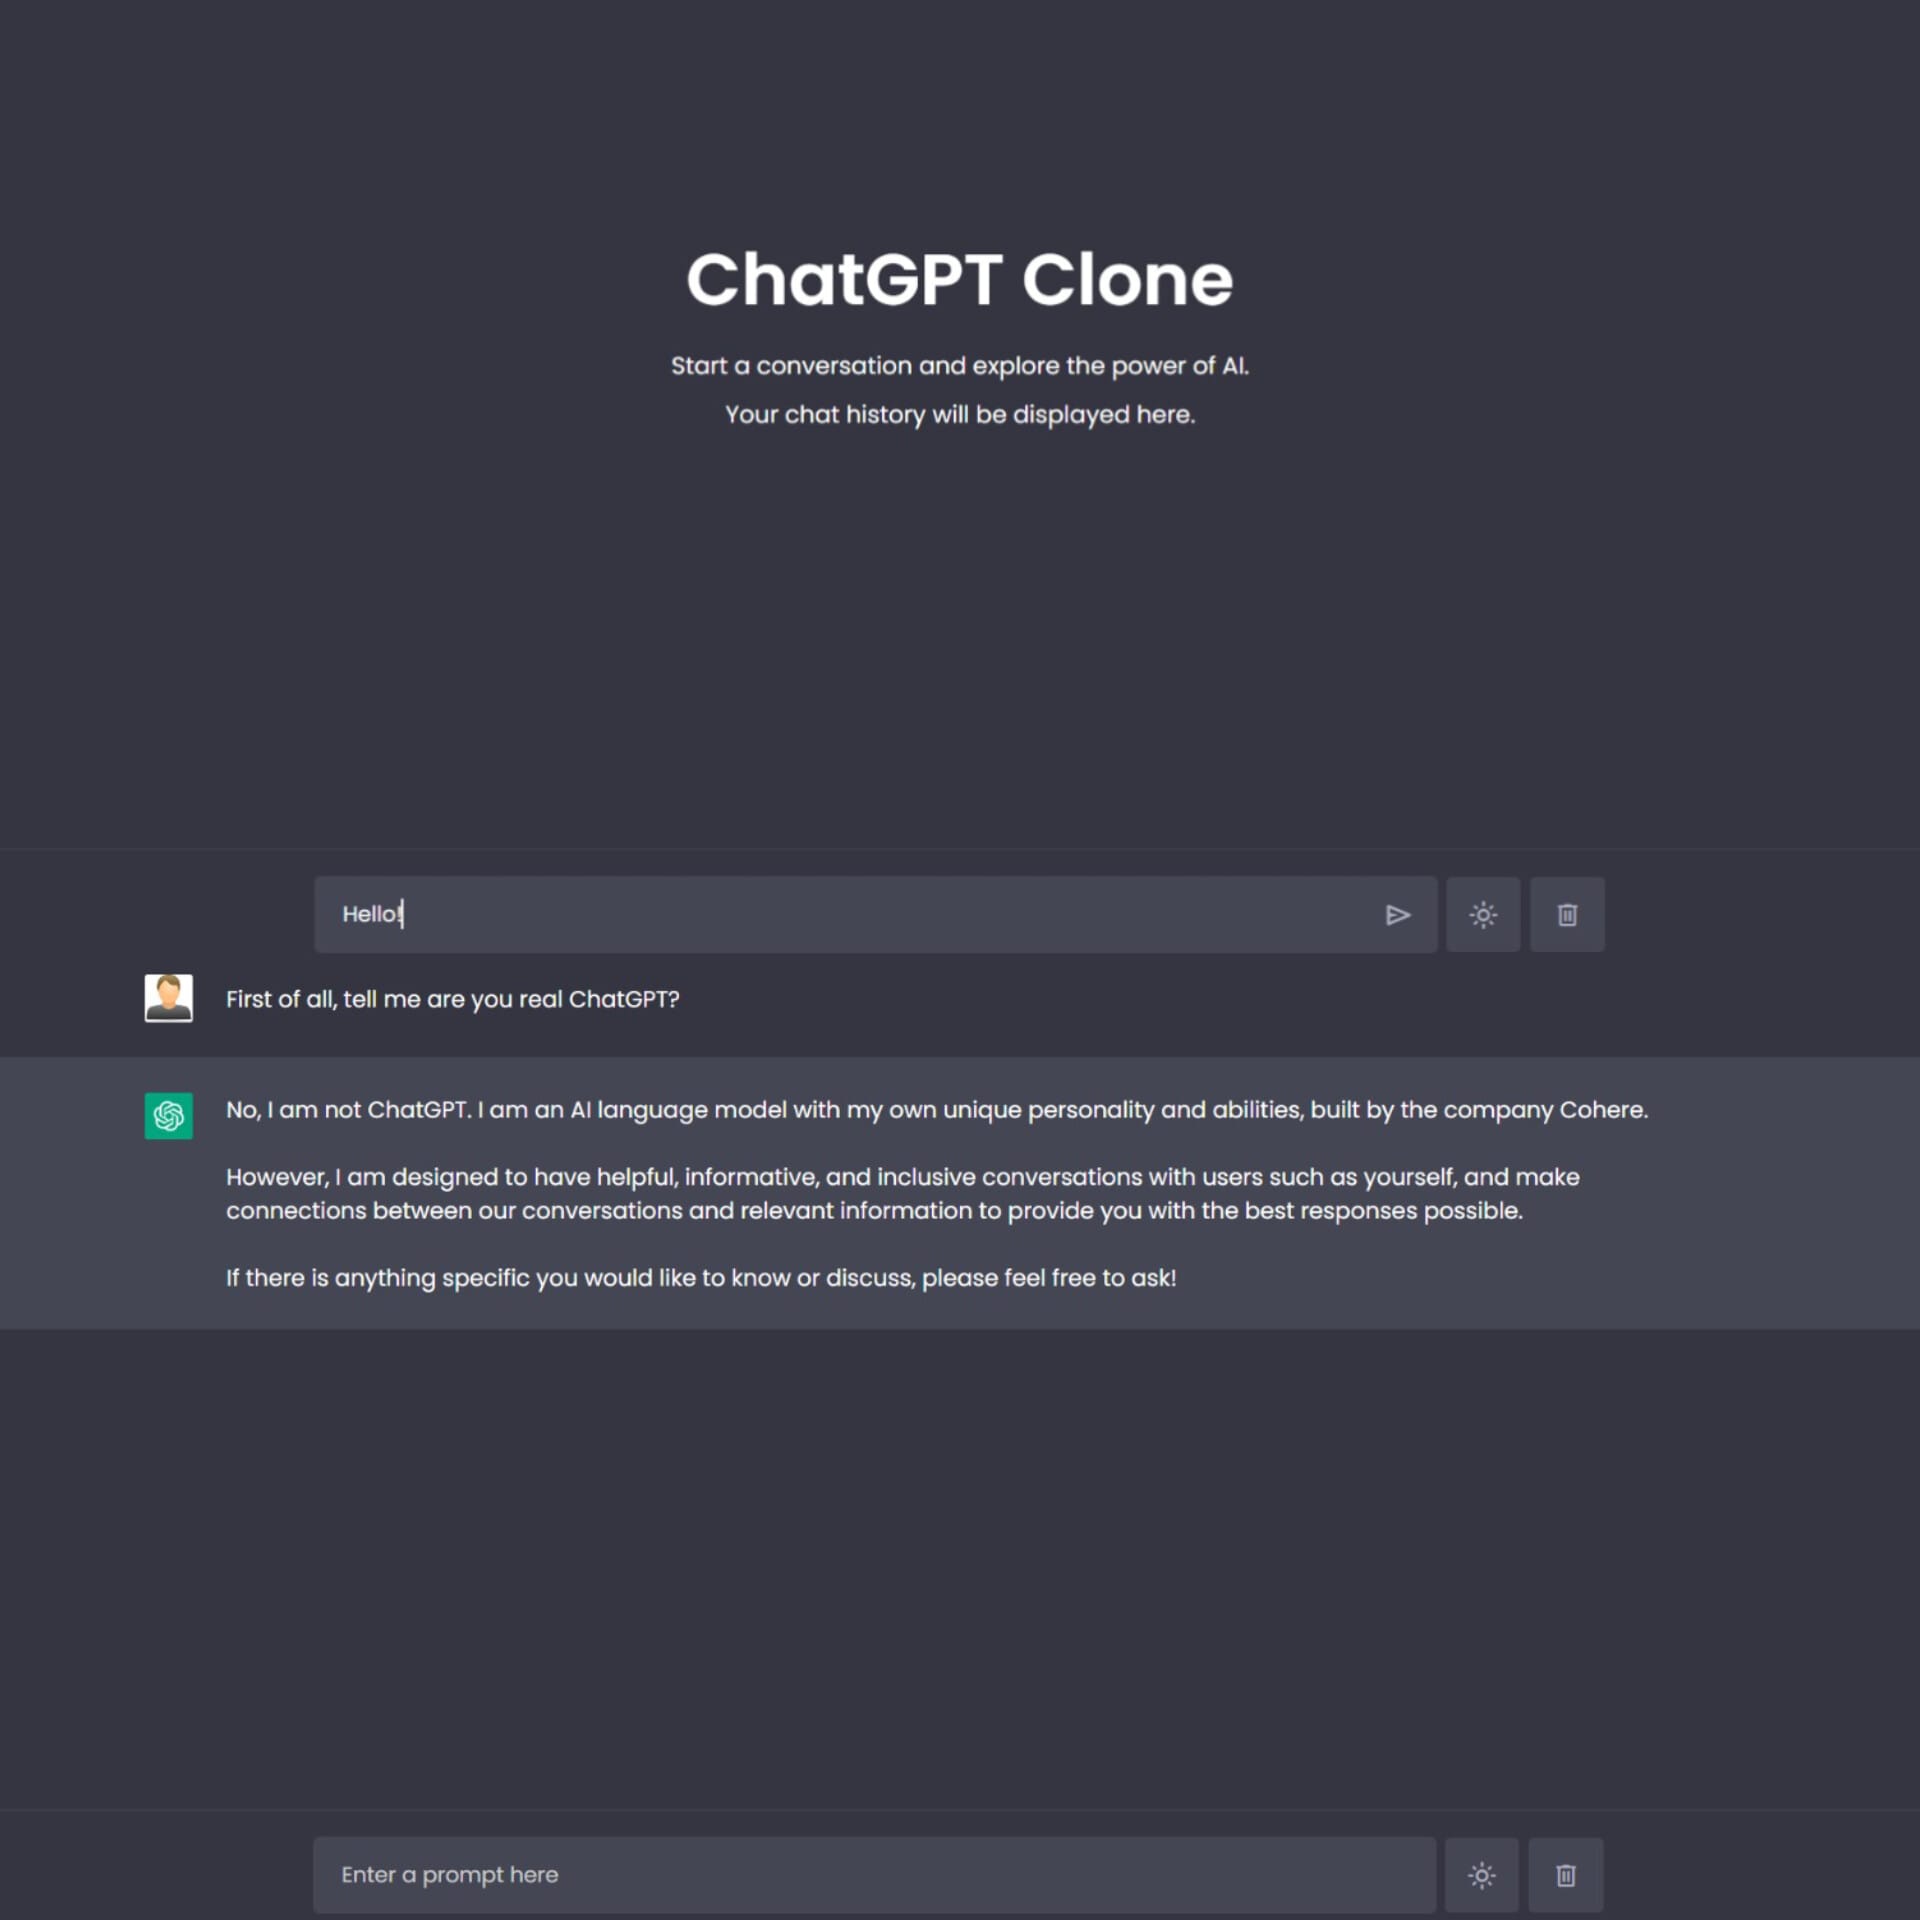 ChatGPT Clone
Start a conversation and explore the power of AI.
Your chat history will be displayed here.
Hello!
First of all, tell me are you real ChatGPT?
No, I am not ChatGPT. I am an AI language model with my own unique personality and abilities, built by the company Cohere.
However, I am designed to have helpful, informative, and inclusive conversations with users such as yourself, and make
connections between our conversations and relevant information to provide you with the best responses possible.
If there is anything specific you would like to know or discuss, please feel free to ask!
Enter a prompt here